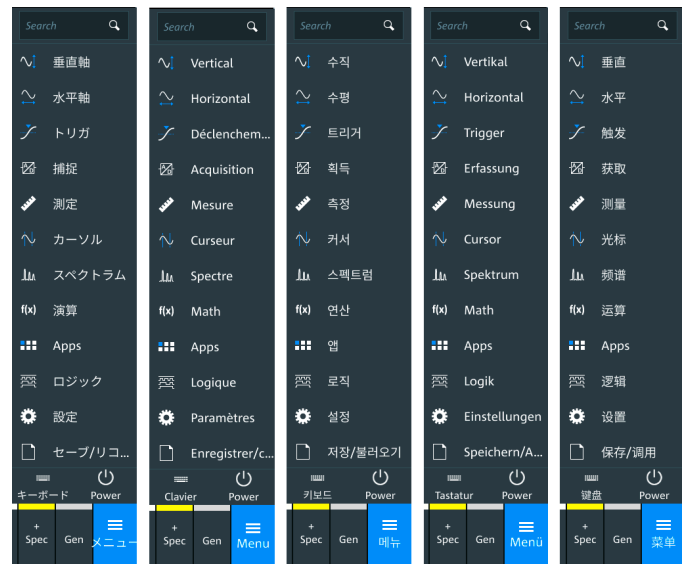 Search
垂直軸
水平軸
トリガ
捕捉
測定
カーソル
スペクトラム
f(x) 演算
Apps
ロジック
設定
セーブ/リコ...
キーボード Power
+
Spec Gen メニュー
Search
Vertical
Horizontal
Déclenchem...
Acquisition
Mesure
Curseur
Spectre
f(x) Math
Apps
Logique
Paramètres
Enregistrer/c...
Clavier Power
+
Spec Gen Menu
Search
수직
수평
트리거
획득
측정
커서
스펙트럼
f(x) 연산
앱
로직
설정
저장/불러오기
키보드 Power
+
Spec Gen 메뉴
Search
Vertikal
Horizontal
Trigger
Erfassung
Messung
Cursor
Spektrum
f(x) Math
Apps
Logik
Einstellungen
Speichern/A...
Tastatur Power
+
Spec Gen Menü
Search
垂直
水平
触发
获取
测量
光标
频谱
f(x) 运算
Apps
逻辑
设置
保存/调用
键盘 Power
+
Spec Gen 菜单